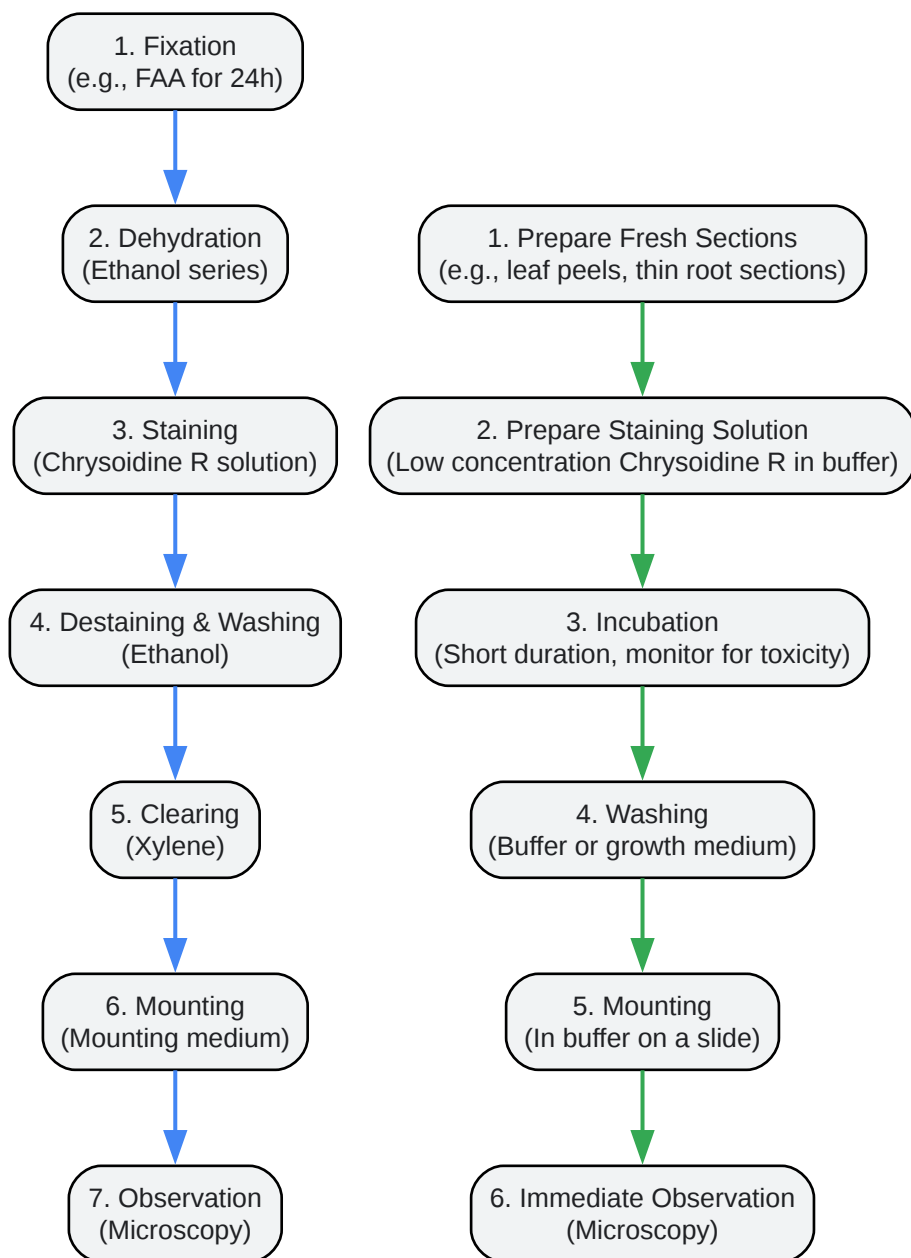 1. Fixation
(e.g., FAA for 24h)
2. Dehydration
(Ethanol series)
3. Staining
(Chrysoidine R solution)
4. Destaining & Washing
(Ethanol)
5. Clearing
(Xylene)
6. Mounting
(Mounting medium)
7. Observation
(Microscopy)
1. Prepare Fresh Sections
(e.g., leaf peels, thin root sections)
2. Prepare Staining Solution
(Low concentration Chrysoidine R in buffer)
3. Incubation
(Short duration, monitor for toxicity)
4. Washing
(Buffer or growth medium)
5. Mounting
(In buffer on a slide)
6. Immediate Observation
(Microscopy)